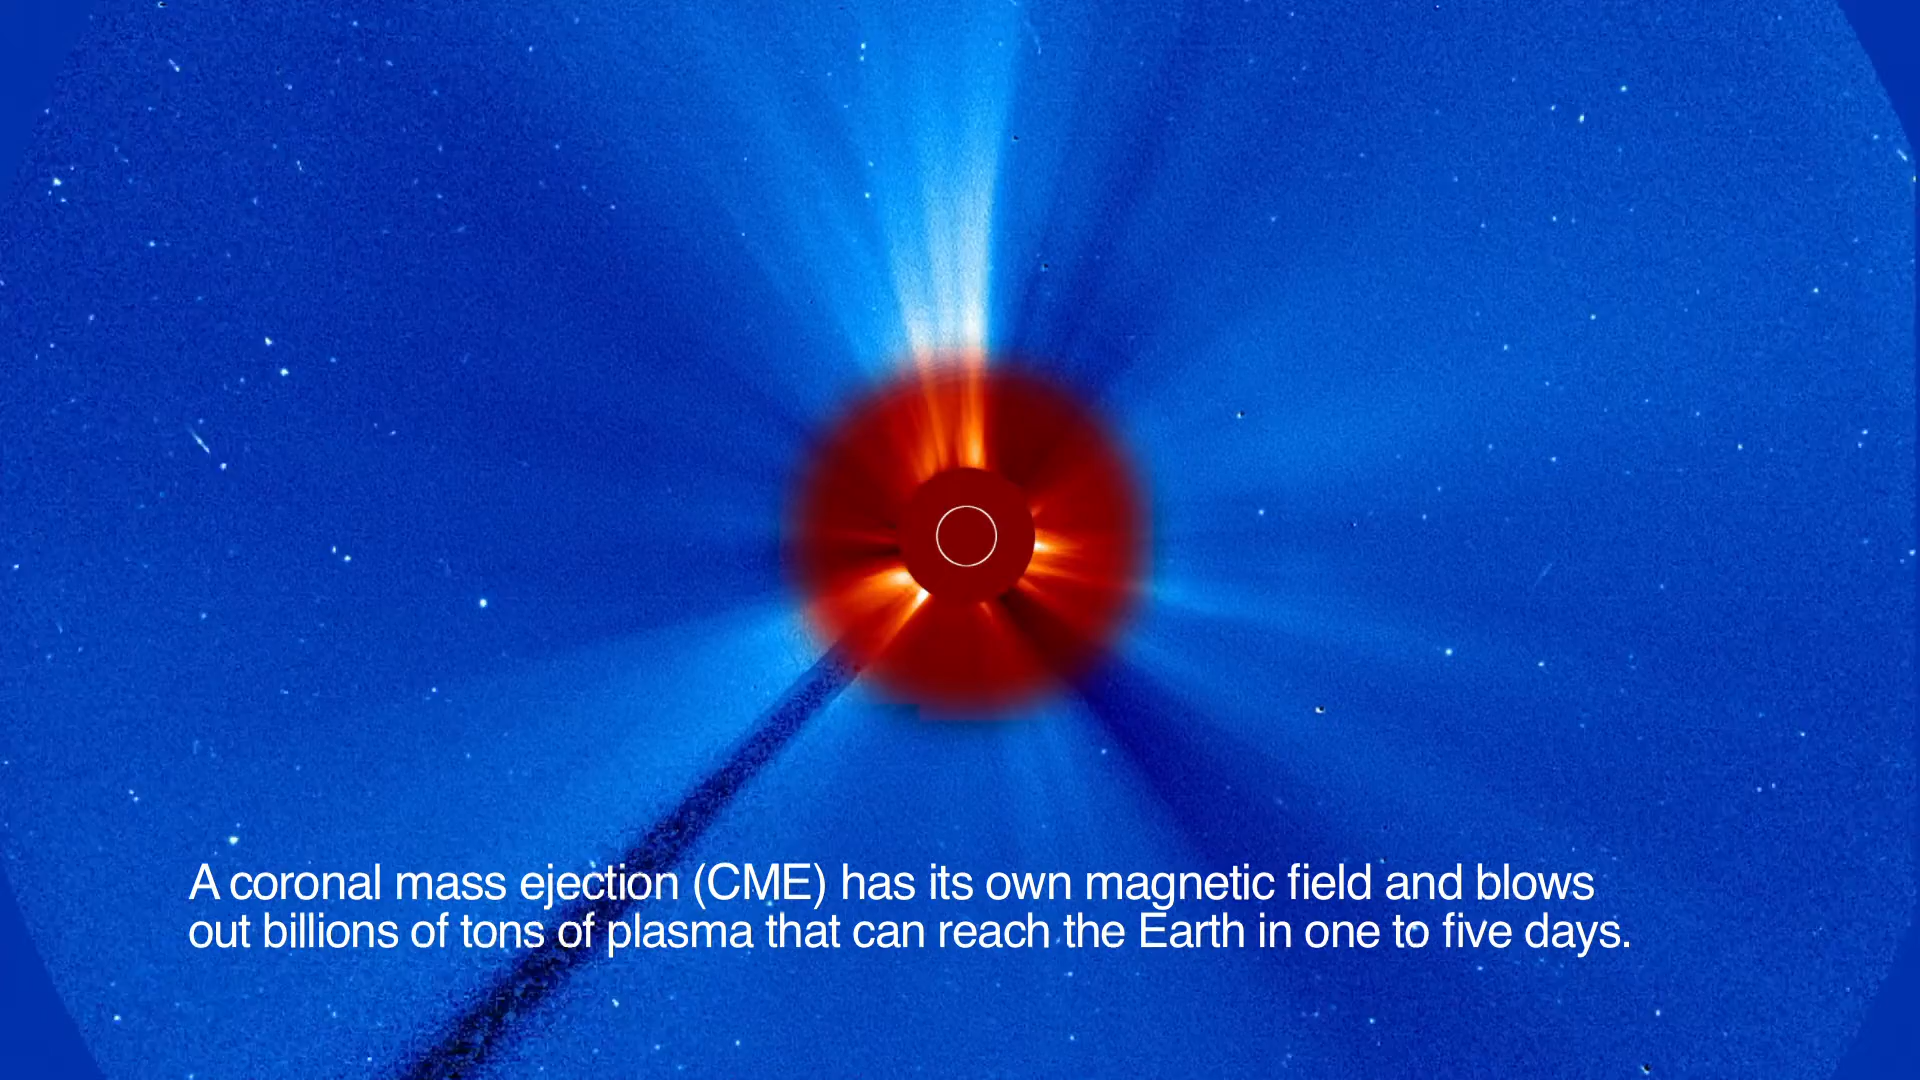 A coronal mass ejection (CME) has its own magnetic field and blows
out billions of tons of plasma that can reach the Earth in one to five days.